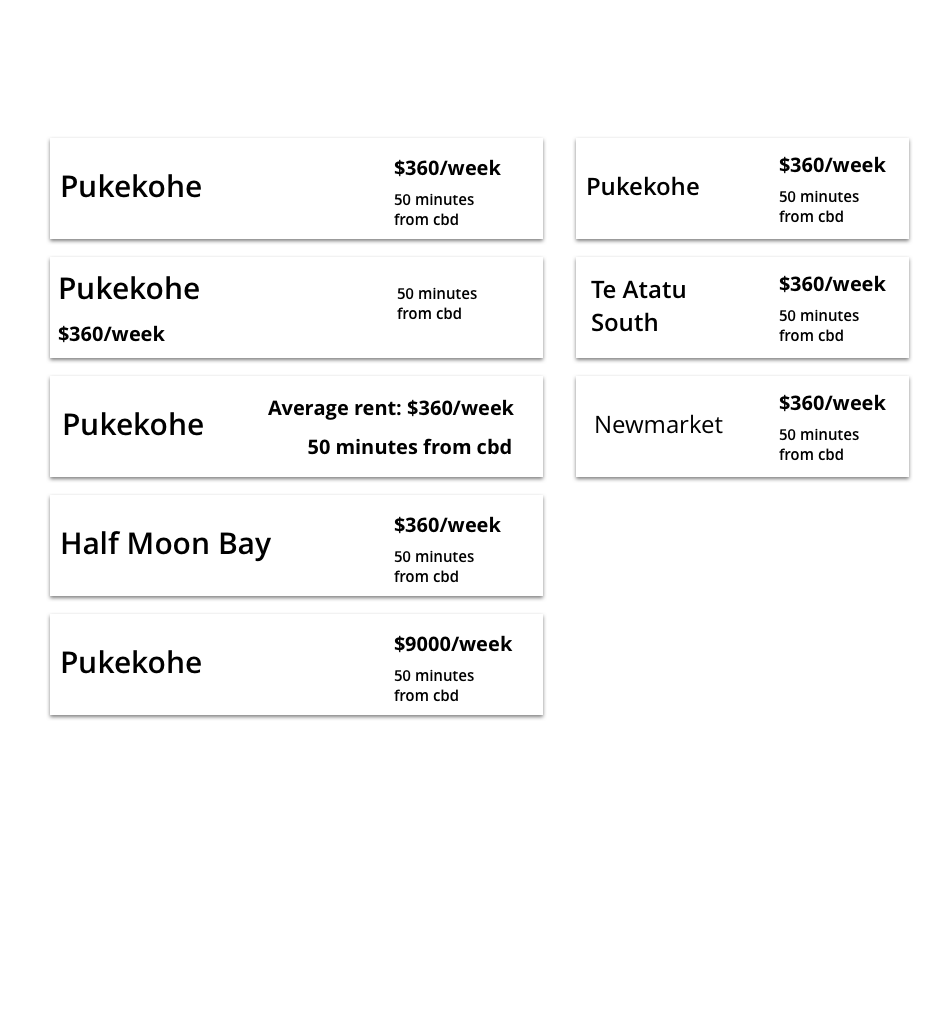 Pukekohe
$360/week
50 minutes
from cbd
Pukekohe
$360/week
50 minutes
from cbd
Pukekohe
Average rent: $360/week
50 minutes from cbd
Half Moon Bay
$360/week
50 minutes
from cbd
Pukekohe
$9000/week
50 minutes
from cbd
Pukekohe
$360/week
50 minutes
from cbd
Te Atatu
South
$360/week
50 minutes
from cbd
Newmarket
$360/week
50 minutes
from cbd